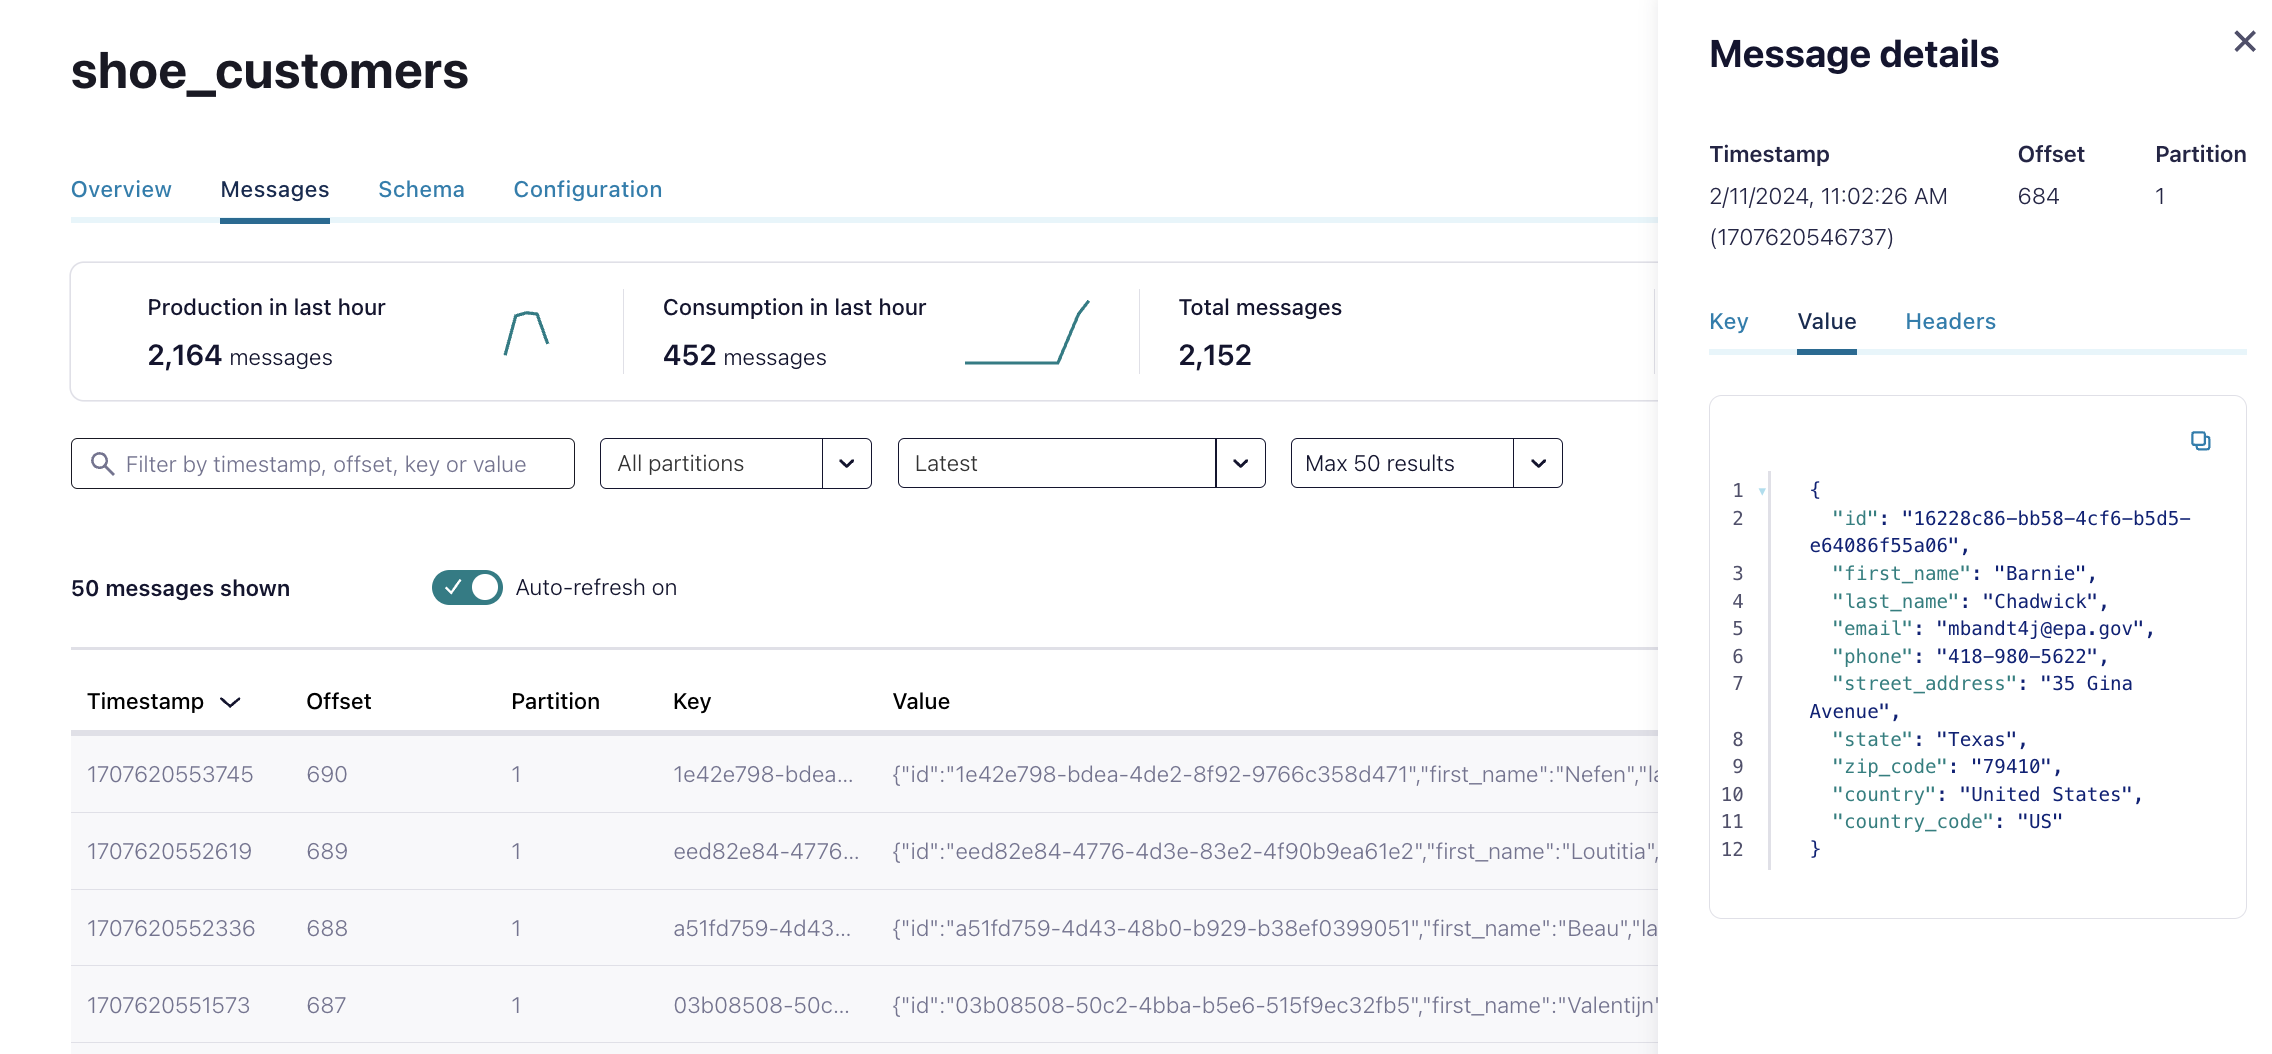 shoe_customers
Overview Messages Schema Configuration
Production in last hour
2,164 messages
Consumption in last hour
452 messages
Total messages
2,152
Filter by timestamp, offset, key or value
All partitions
Latest
Max 50 results
50 messages shown
Auto-refresh on
Timestamp Offset Partition Key Value
1707620553745 690 1 1e42e798-bdea... {"id":"1e42e798-bdea-4de2-8f92-9766c358d471","first_name":"Nefen","la
1707620552619 689 1 eed82e84-4776... {"id":"eed82e84-4776-4d3e-83e2-4f90b9ea61e2","first_name":"Loutitia",
1707620552336 688 1 a51fd759-4d43... {"id":"a51fd759-4d43-48b0-b929-b38ef0399051","first_name":"Beau","la
1707620551573 687 1 03b08508-50c... {"id":"03b08508-50c2-4bba-b5e6-515f9ec32fb5","first_name":"Valentijn"
Message details
Timestamp Offset Partition
2/11/2024, 11:02:26 AM 684 1
(1707620546737)
Key Value Headers
1 {
2 "id": "16228c86-bb58-4cf6-b5d5-
e64086f55a06",
3 "first_name": "Barnie",
4 "last_name": "Chadwick",
5 "email": "mbandt4j@epa.gov",
6 "phone": "418-980-5622",
7 "street_address": "35 Gina
Avenue",
8 "state": "Texas",
9 "zip_code": "79410",
10 "country": "United States",
11 "country_code": "US"
12 }